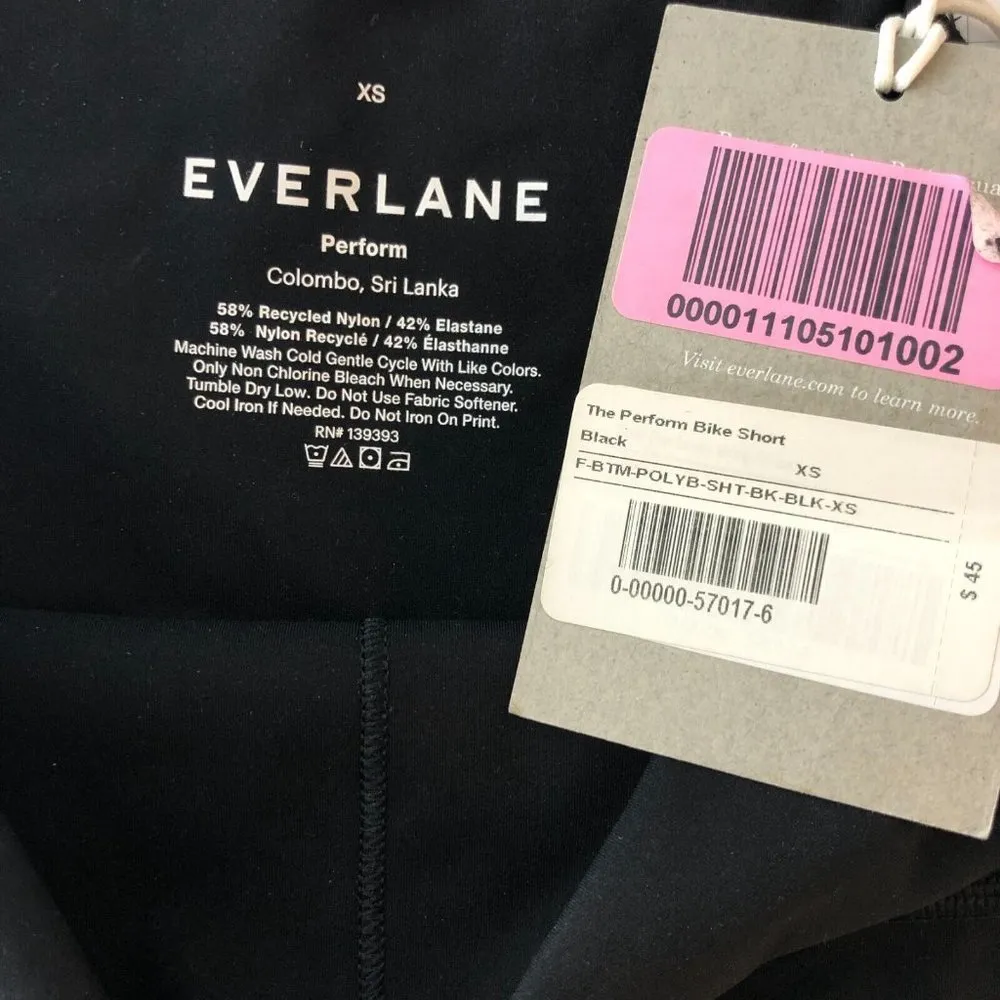 XS
EVERLANE
Perform
Colombo, Sri Lanka
58% Recycled Nylon / 42% Elastane
58% Nylon Recyclé / 42% Élasthanne
Machine Wash Cold Gentle Cycle With Like Colors.
Only Non Chlorine Bleach When Necessary.
Tumble Dry Low. Do Not Use Fabric Softener.
Cool Iron If Needed. Do Not Iron On Print.
RN# 139393
000011105101002
Visit everlane.com to learn more.
The Perform Bike Short
Black
XS
F-BTM-POLYB-SHT-BK-BLK-XS
0-00000-57017-6
$ 45